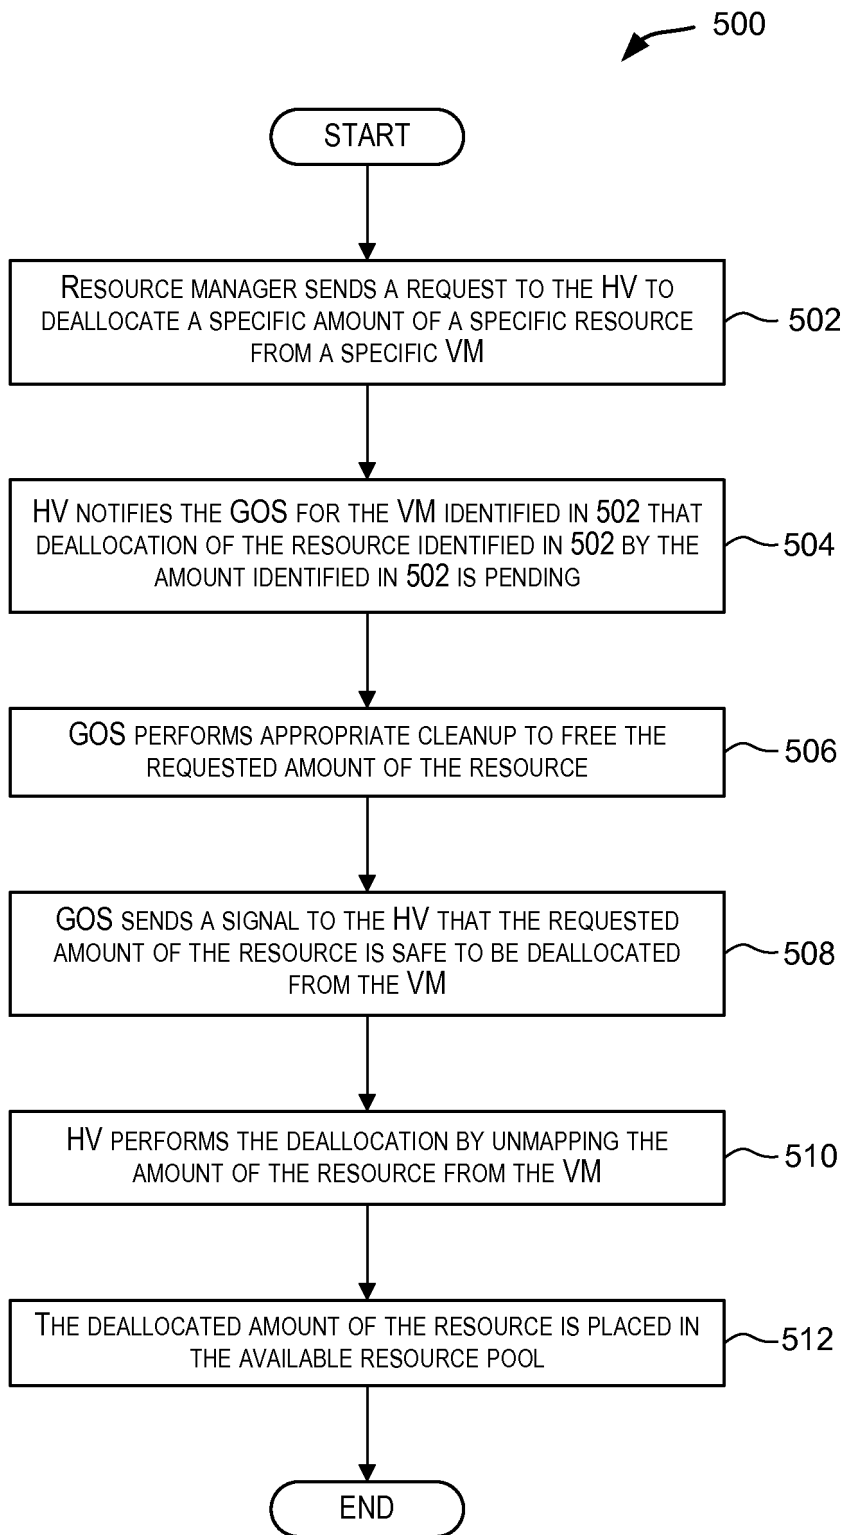 500
START
RESOURCE MANAGER SENDS A REQUEST TO THE HV TO
DEALLOCATE A SPECIFIC AMOUNT OF A SPECIFIC RESOURCE
FROM A SPECIFIC VM
502
HV NOTIFIES THE GOS FOR THE VM IDENTIFIED IN 502 THAT
DEALLOCATION OF THE RESOURCE IDENTIFIED IN 502 BY THE
AMOUNT IDENTIFIED IN 502 IS PENDING
504
GOS PERFORMS APPROPRIATE CLEANUP TO FREE THE
REQUESTED AMOUNT OF THE RESOURCE
506
GOS SENDS A SIGNAL TO THE HV THAT THE REQUESTED
AMOUNT OF THE RESOURCE IS SAFE TO BE DEALLOCATED
FROM THE VM
508
HV PERFORMS THE DEALLOCATION BY UNMAPPING THE
AMOUNT OF THE RESOURCE FROM THE VM
510
THE DEALLOCATED AMOUNT OF THE RESOURCE IS PLACED IN
THE AVAILABLE RESOURCE POOL
512
END